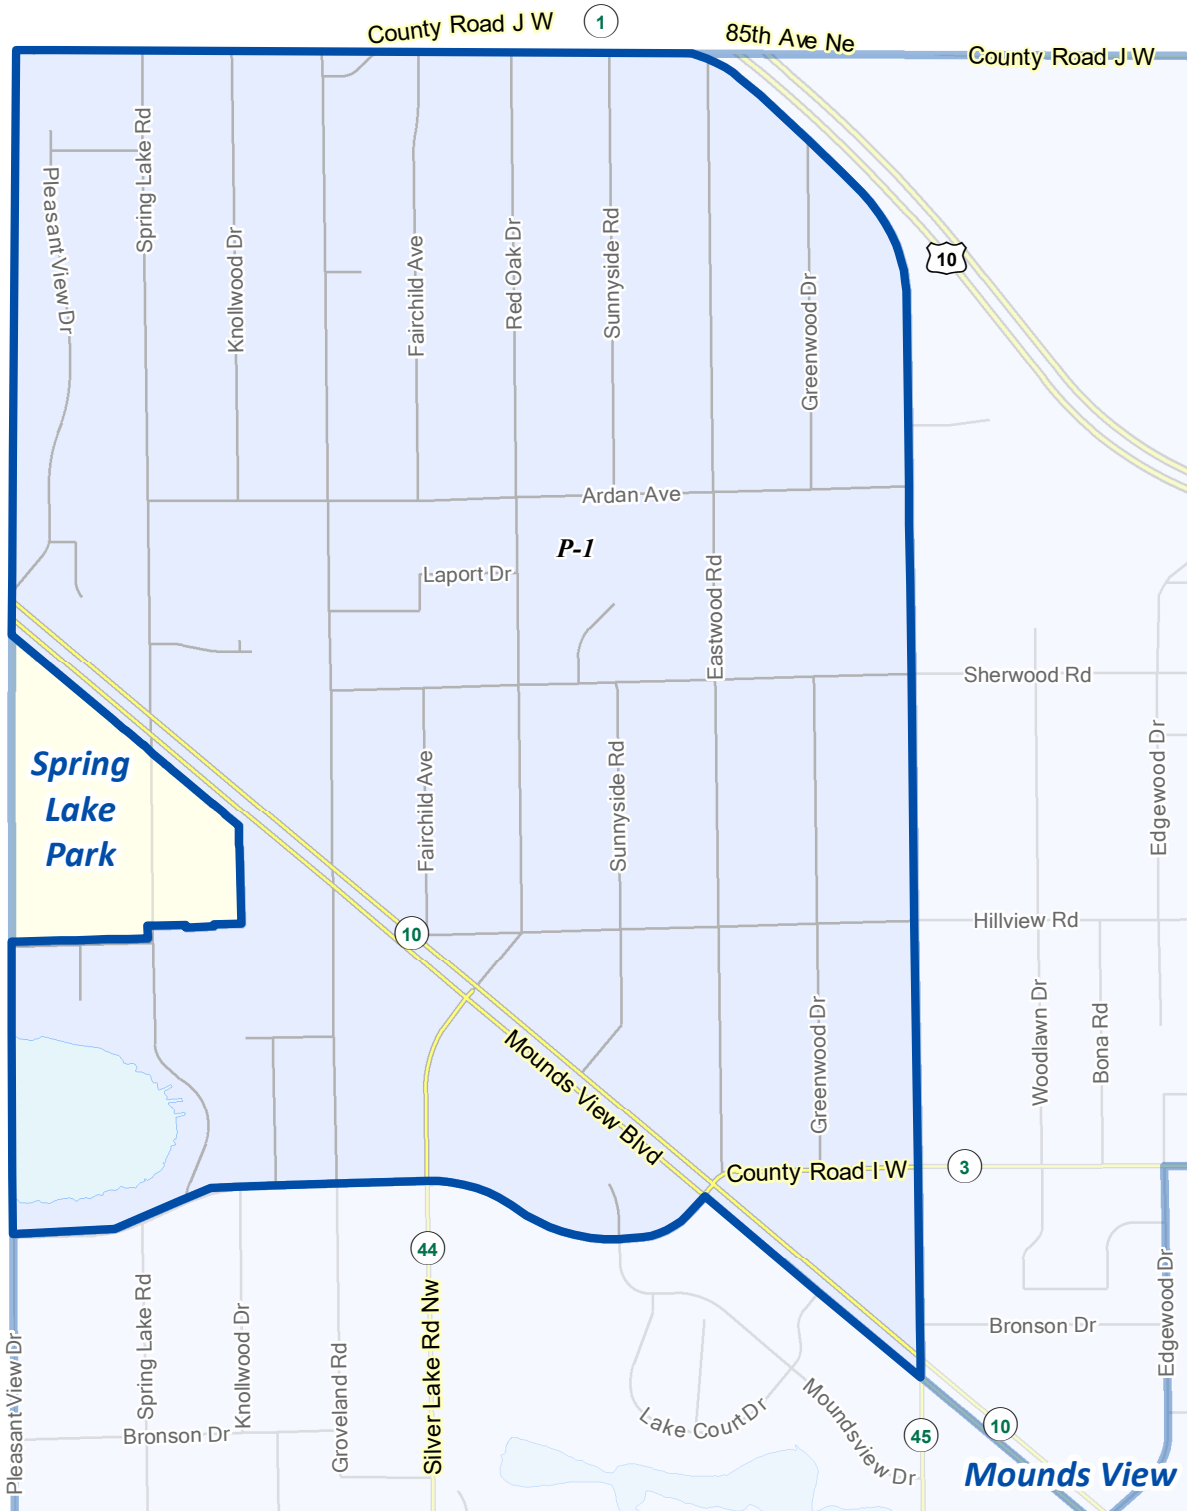 County Road J W
1
85th Ave Ne
County Road J W
Pleasant View Dr
Spring Lake Rd
Knollwood Dr
Fairchild Ave
Red Oak Dr
Sunnyside Rd
Greenwood Dr
10
Ardan Ave
P-1
Laport Dr
Eastwood Rd
Sherwood Rd
Spring
Lake
Park
Fairchild Ave
Sunnyside Rd
Edgewood Dr
10
Hillview Rd
Mounds View Blvd
Greenwood Dr
Woodlawn Dr
Bona Rd
County Road I W
3
44
Spring Lake Rd
Knollwood Dr
Groveland Rd
Silver Lake Rd Nw
Pleasant View Dr
Bronson Dr
Lake Court Dr
Moundsview Dr
Bronson Dr
Edgewood Dr
45
10
Mounds View